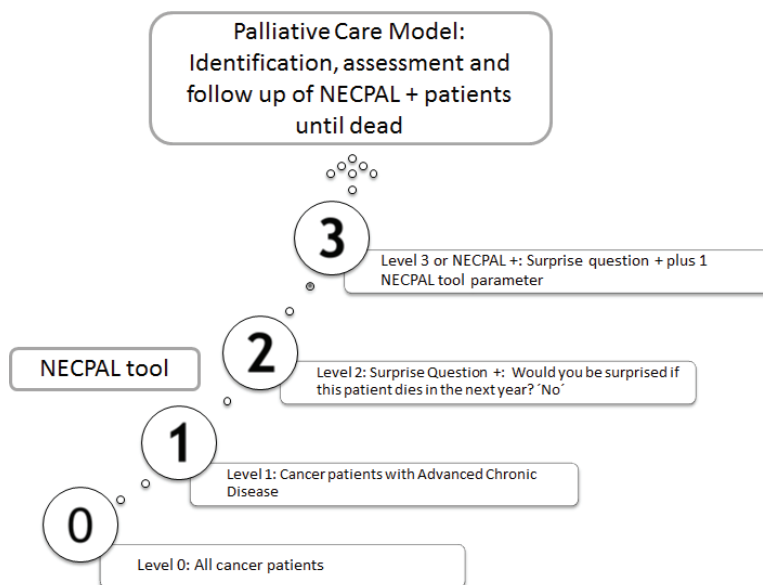 Palliative Care Model:
Identification, assessment and
follow up of NECPAL + patients
until dead
3
Level 3 or NECPAL +: Surprise question + plus 1
NECPAL tool parameter
2
NECPAL tool
Level 2: Surprise Question +: Would you be surprised if
this patient dies in the next year? ´No´
1
Level 1: Cancer patients with Advanced Chronic
Disease
0
Level 0: All cancer patients